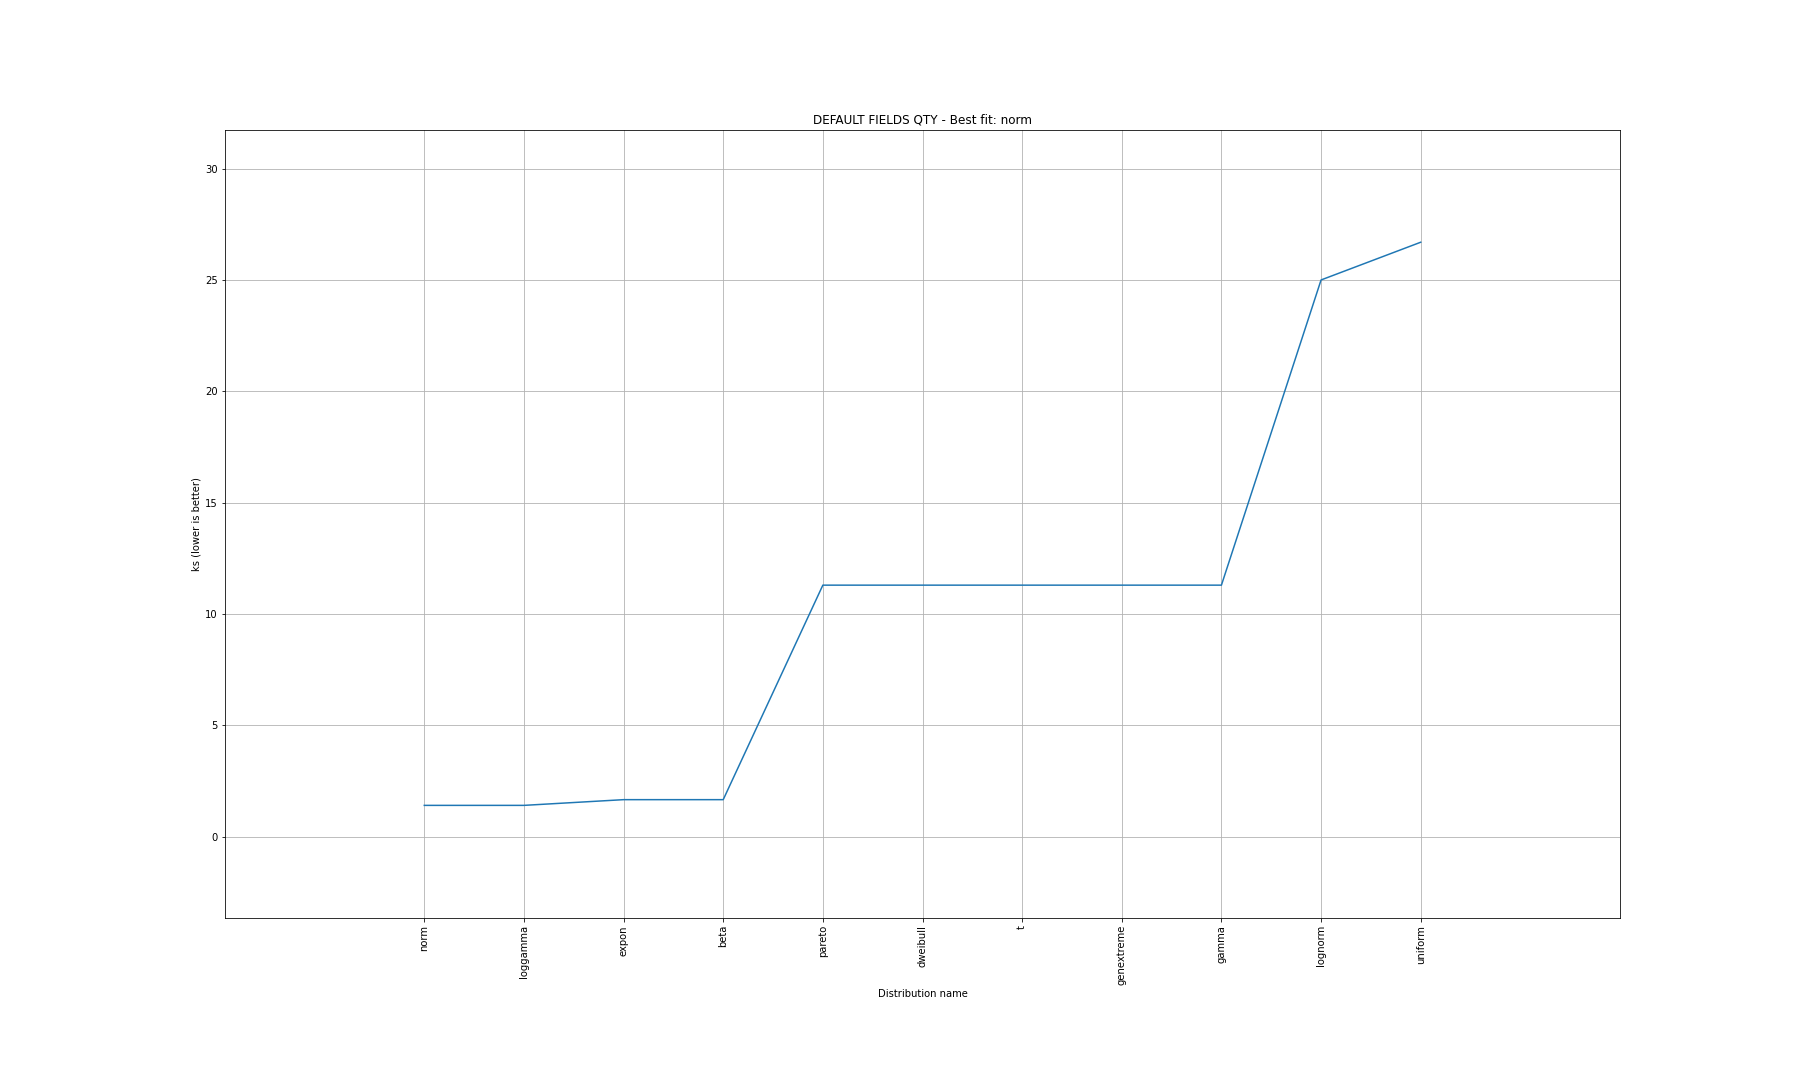 DEFAULT FIELDS QTY - Best fit: norm
ks (lower is better)
30
25
20
15
10
5
0
norm
loggamma
expon
beta
pareto
dweibull
t
genextreme
gamma
lognorm
uniform
Distribution name